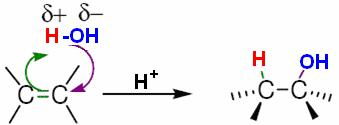 δ+ δ−
H-OH
H OH
C=C H⁺ C-C